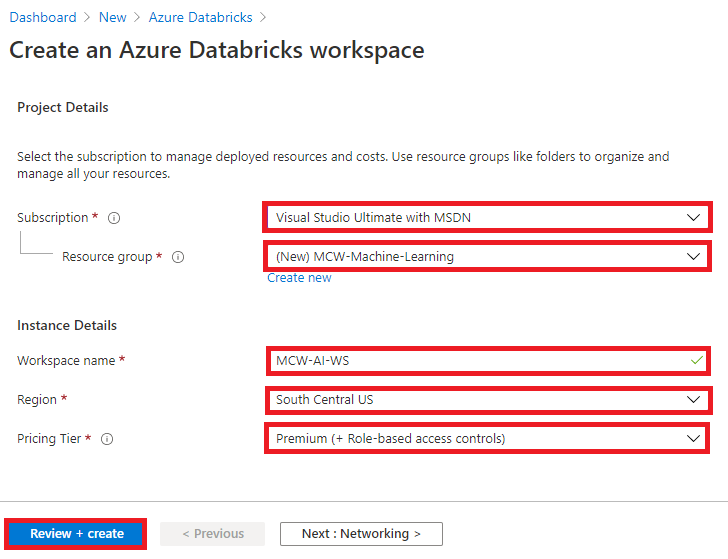 Dashboard > New > Azure Databricks >
Create an Azure Databricks workspace
Project Details
Select the subscription to manage deployed resources and costs. Use resource groups like folders to organize and
manage all your resources.
Subscription * Visual Studio Ultimate with MSDN
Resource group * (New) MCW-Machine-Learning
Create new
Instance Details
Workspace name * MCW-AI-WS
Region * South Central US
Pricing Tier * Premium (+ Role-based access controls)
Review + create < Previous Next : Networking >